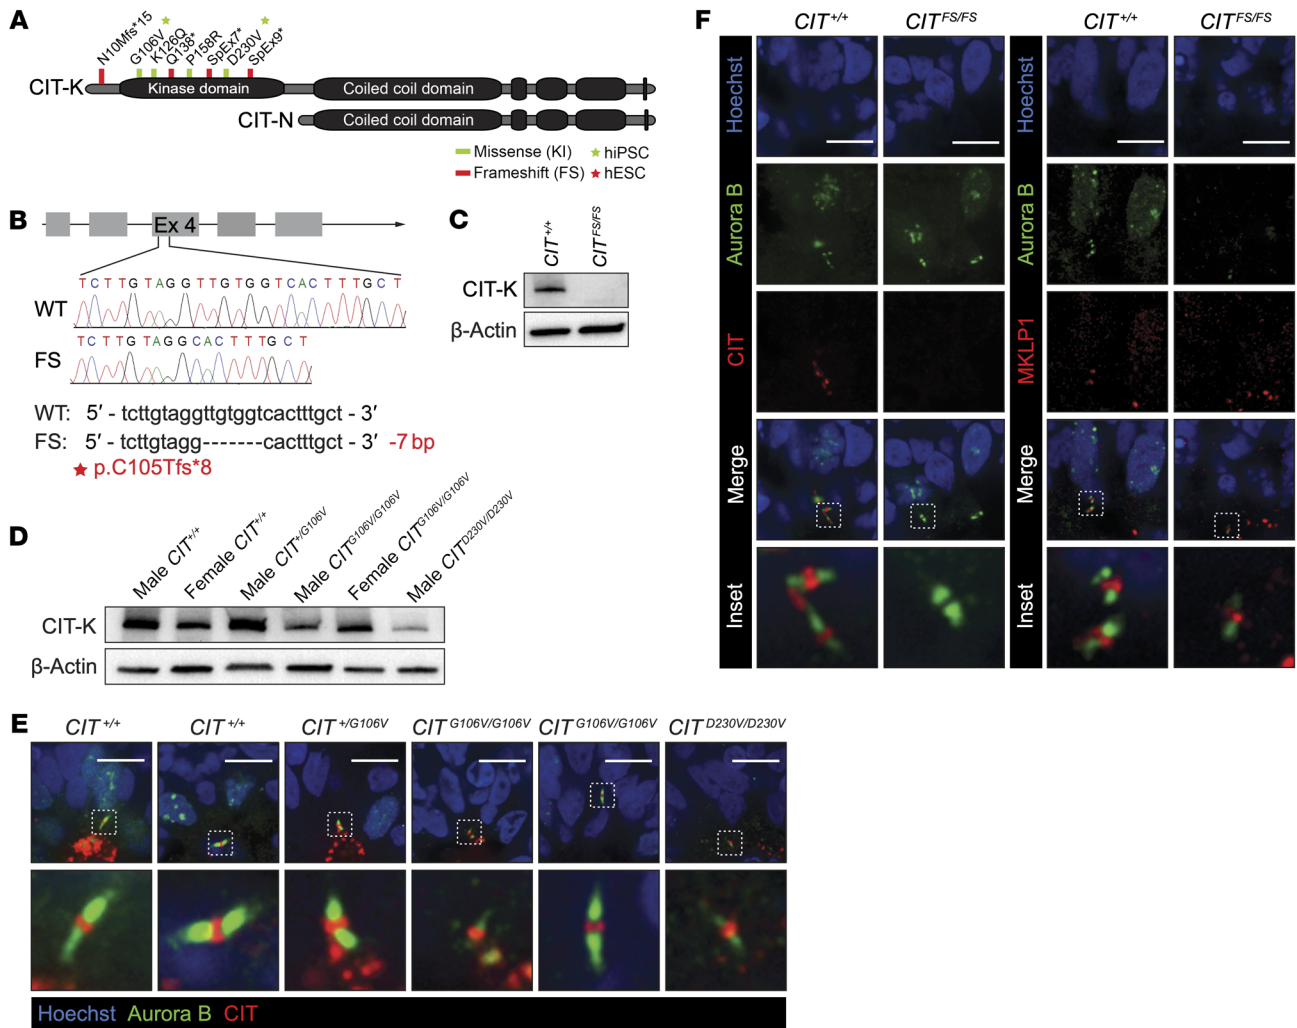 A
N10Mfs*15
G106V
K126Q
Q138*
P158R
SpEx7*
D230V
SpEx9*
CIT-K
Kinase domain
Coiled coil domain
CIT-N
Coiled coil domain
Missense (KI)
hiPSC
Frameshift (FS)
hESC
B
Ex 4
TCTTGTAGGTTGTGGTCACTTTGCT
WT
TCTTGTAGGCACTTTGCT
FS
WT: 5′ - tcttgtaggttgtggtcactttgct - 3′
FS: 5′ - tcttgtagg-------cactttgct - 3′ -7 bp
p.C105Tfs*8
C
CIT+/+
CITFS/FS
CIT-K
β-Actin
D
Male CIT+/+
Female CIT+/+
Male CIT+/G106V
Male CITG106V/G106V
Female CITG106V/G106V
Male CITD230V/D230V
CIT-K
β-Actin
E
CIT+/+
CIT+/+
CIT+/G106V
CITG106V/G106V
CITG106V/G106V
CITD230V/D230V
Hoechst Aurora B CIT
F
CIT+/+
CITFS/FS
CIT+/+
CITFS/FS
Hoechst
Aurora B
CIT
Merge
Inset
Hoechst
Aurora B
MKLP1
Merge
Inset